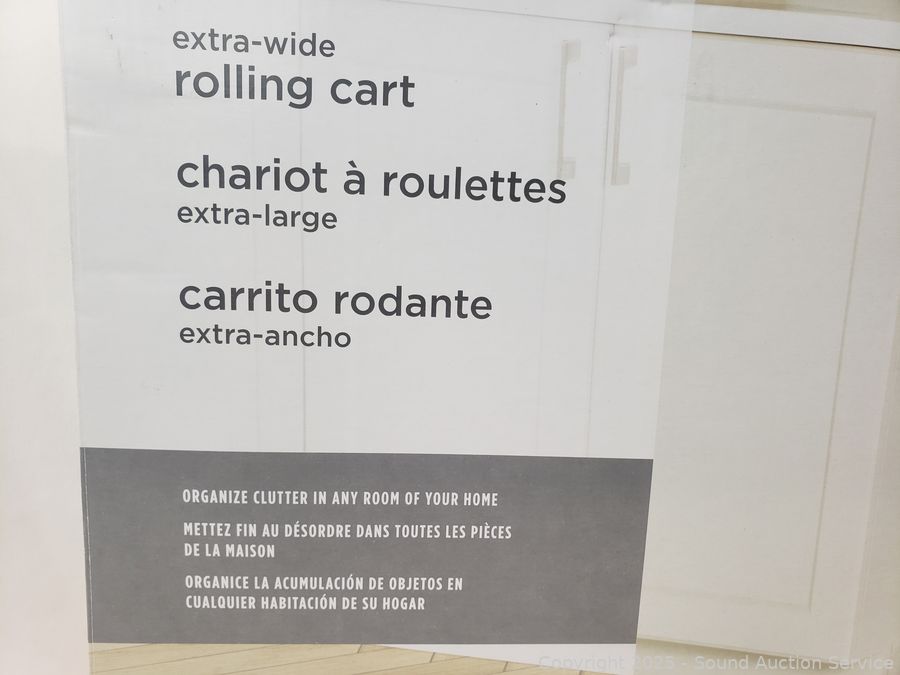 extra-wide
rolling cart
chariot à roulettes
extra-large
carrito rodante
extra-ancho
ORGANIZE CLUTTER IN ANY ROOM OF YOUR HOME
METTEZ FIN AU DÉSORDRE DANS TOUTES LES PIÈCES
DE LA MAISON
ORGANICE LA ACUMULACIÓN DE OBJETOS EN
CUALQUIER HABITACIÓN DE SU HOGAR
Copyright 2025 - Sound Auction Service